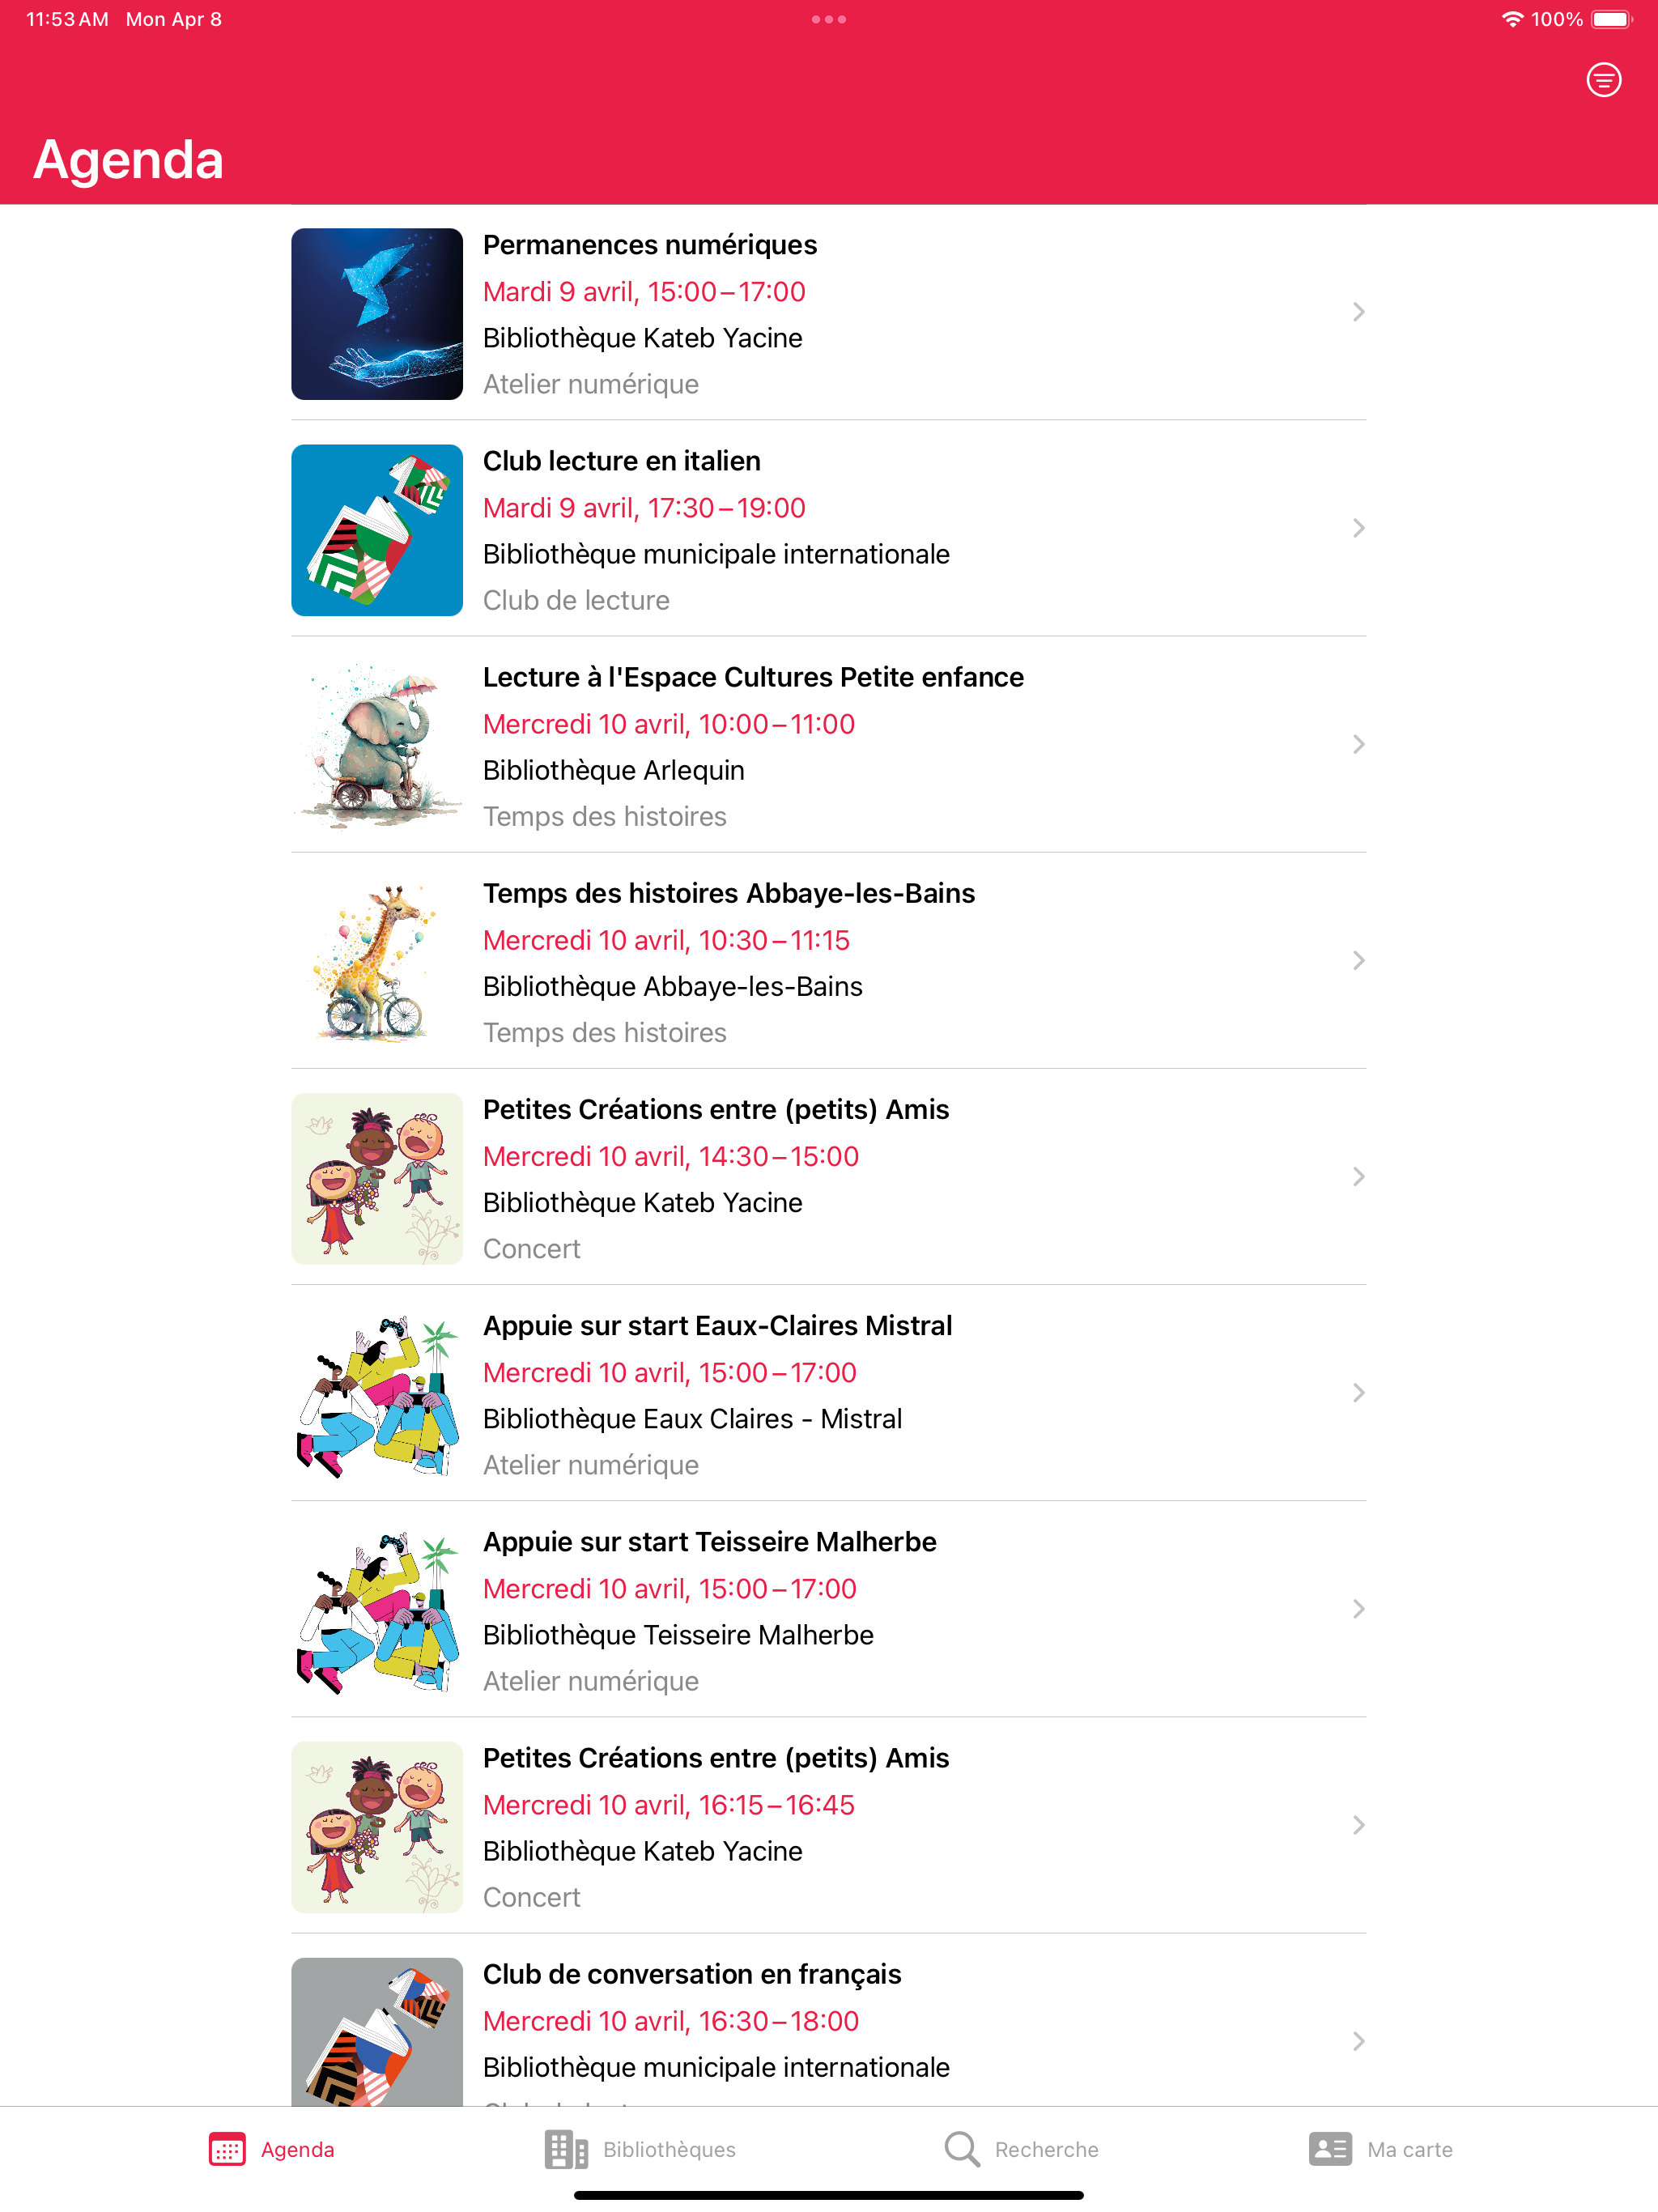 11:53 AM Mon Apr 8
100%
Agenda
Permanences numériques
Mardi 9 avril, 15:00–17:00
Bibliothèque Kateb Yacine
Atelier numérique
Club lecture en italien
Mardi 9 avril, 17:30–19:00
Bibliothèque municipale internationale
Club de lecture
Lecture à l'Espace Cultures Petite enfance
Mercredi 10 avril, 10:00–11:00
Bibliothèque Arlequin
Temps des histoires
Temps des histoires Abbaye-les-Bains
Mercredi 10 avril, 10:30–11:15
Bibliothèque Abbaye-les-Bains
Temps des histoires
Petites Créations entre (petits) Amis
Mercredi 10 avril, 14:30–15:00
Bibliothèque Kateb Yacine
Concert
Appuie sur start Eaux-Claires Mistral
Mercredi 10 avril, 15:00–17:00
Bibliothèque Eaux Claires - Mistral
Atelier numérique
Appuie sur start Teisseire Malherbe
Mercredi 10 avril, 15:00–17:00
Bibliothèque Teisseire Malherbe
Atelier numérique
Petites Créations entre (petits) Amis
Mercredi 10 avril, 16:15–16:45
Bibliothèque Kateb Yacine
Concert
Club de conversation en français
Mercredi 10 avril, 16:30–18:00
Bibliothèque municipale internationale
Agenda
Bibliothèques
Recherche
Ma carte